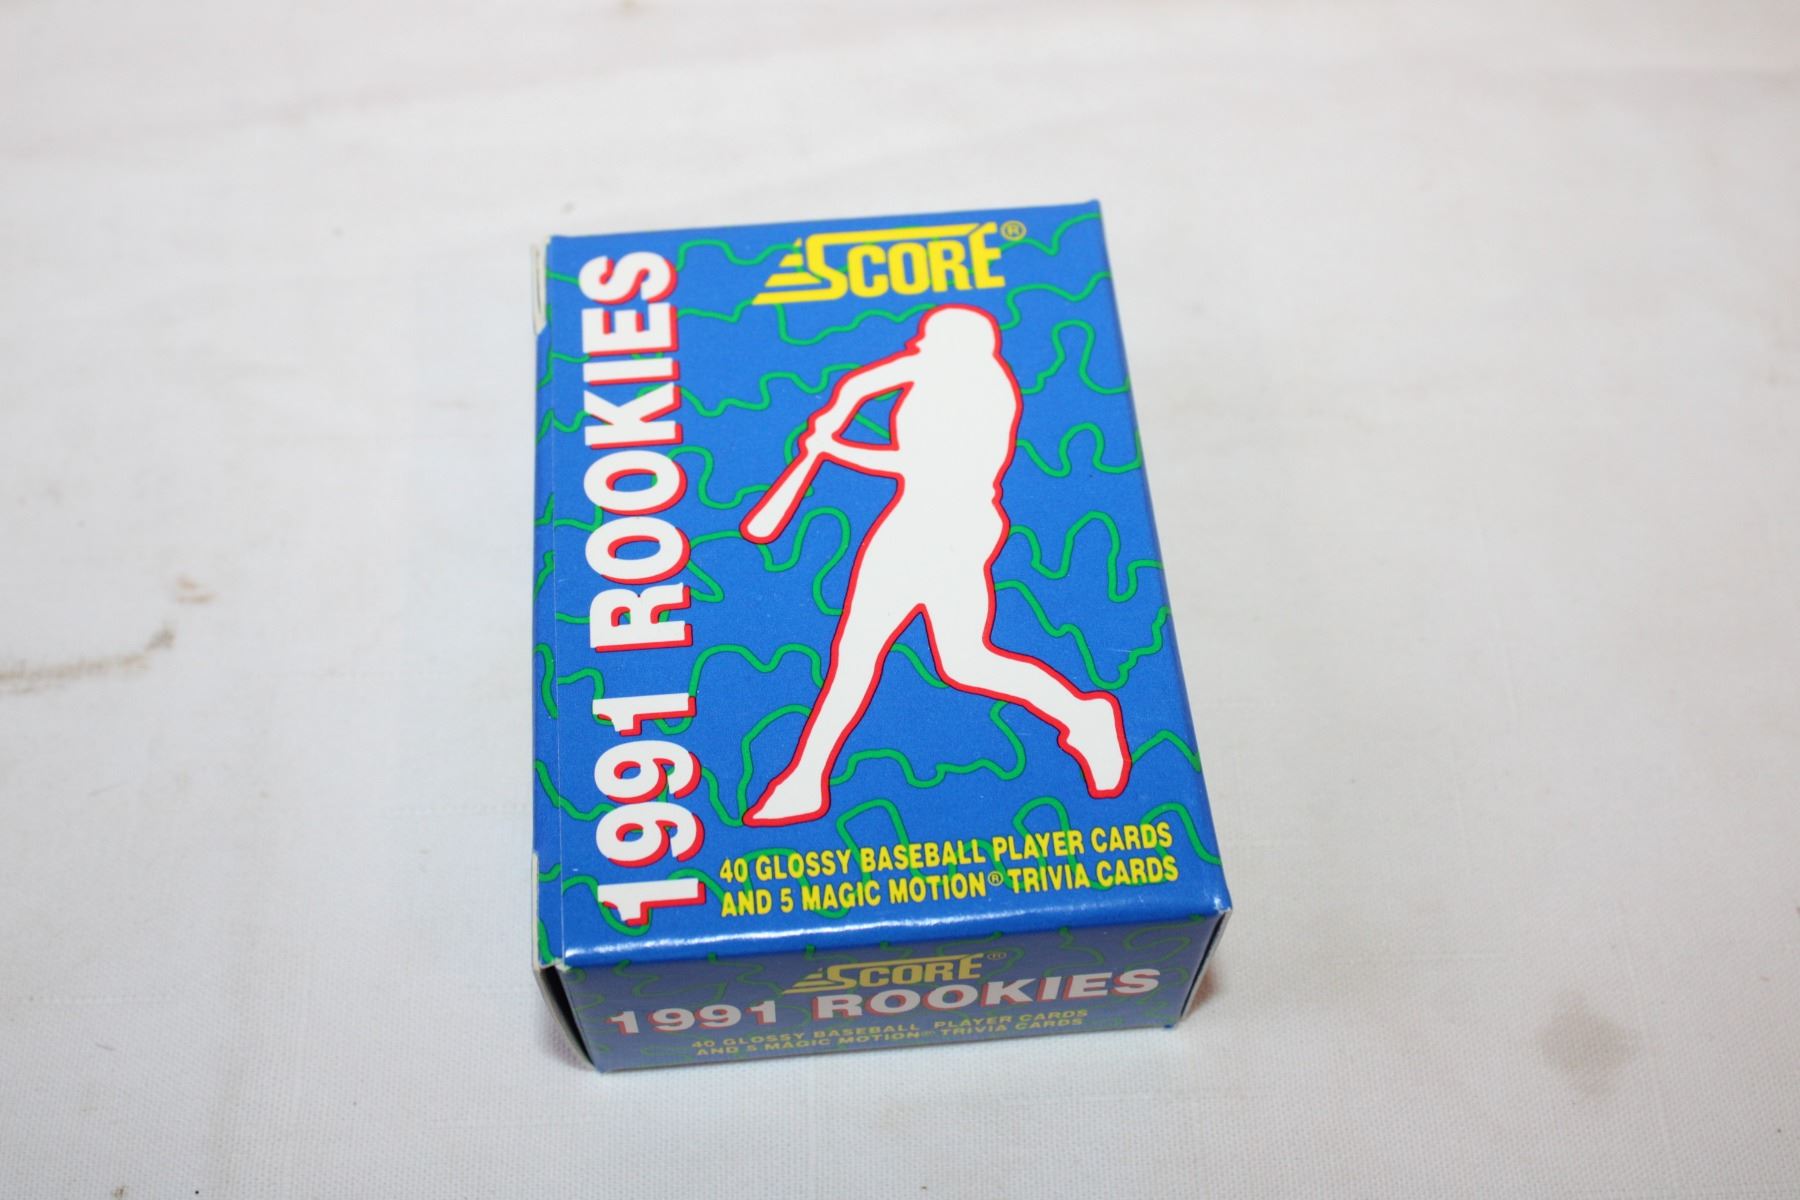 SCORE®
1991 ROOKIES
40 GLOSSY BASEBALL PLAYER CARDS
AND 5 MAGIC MOTION® TRIVIA CARDS
SCORE®
1991 ROOKIES
40 GLOSSY BASEBALL PLAYER CARDS
AND 5 MAGIC MOTION® TRIVIA CARDS